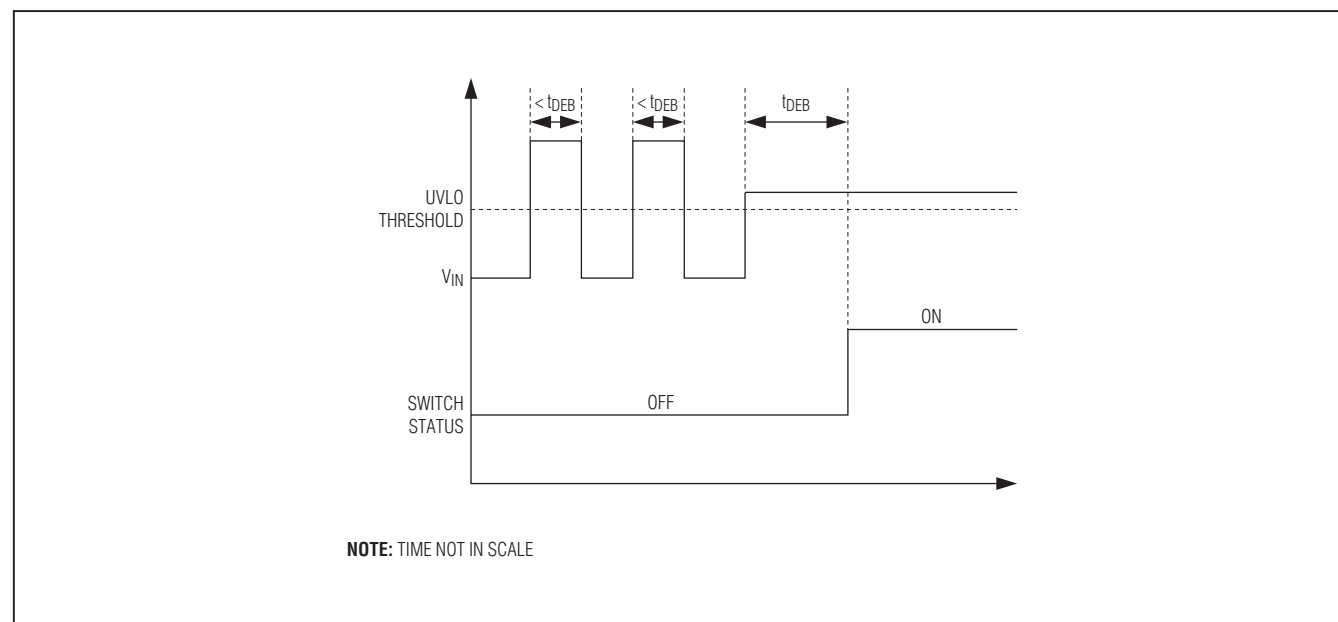 < tDEB
< tDEB
tDEB
UVLO
THRESHOLD
VIN
ON
OFF
SWITCH
STATUS
NOTE: TIME NOT IN SCALE